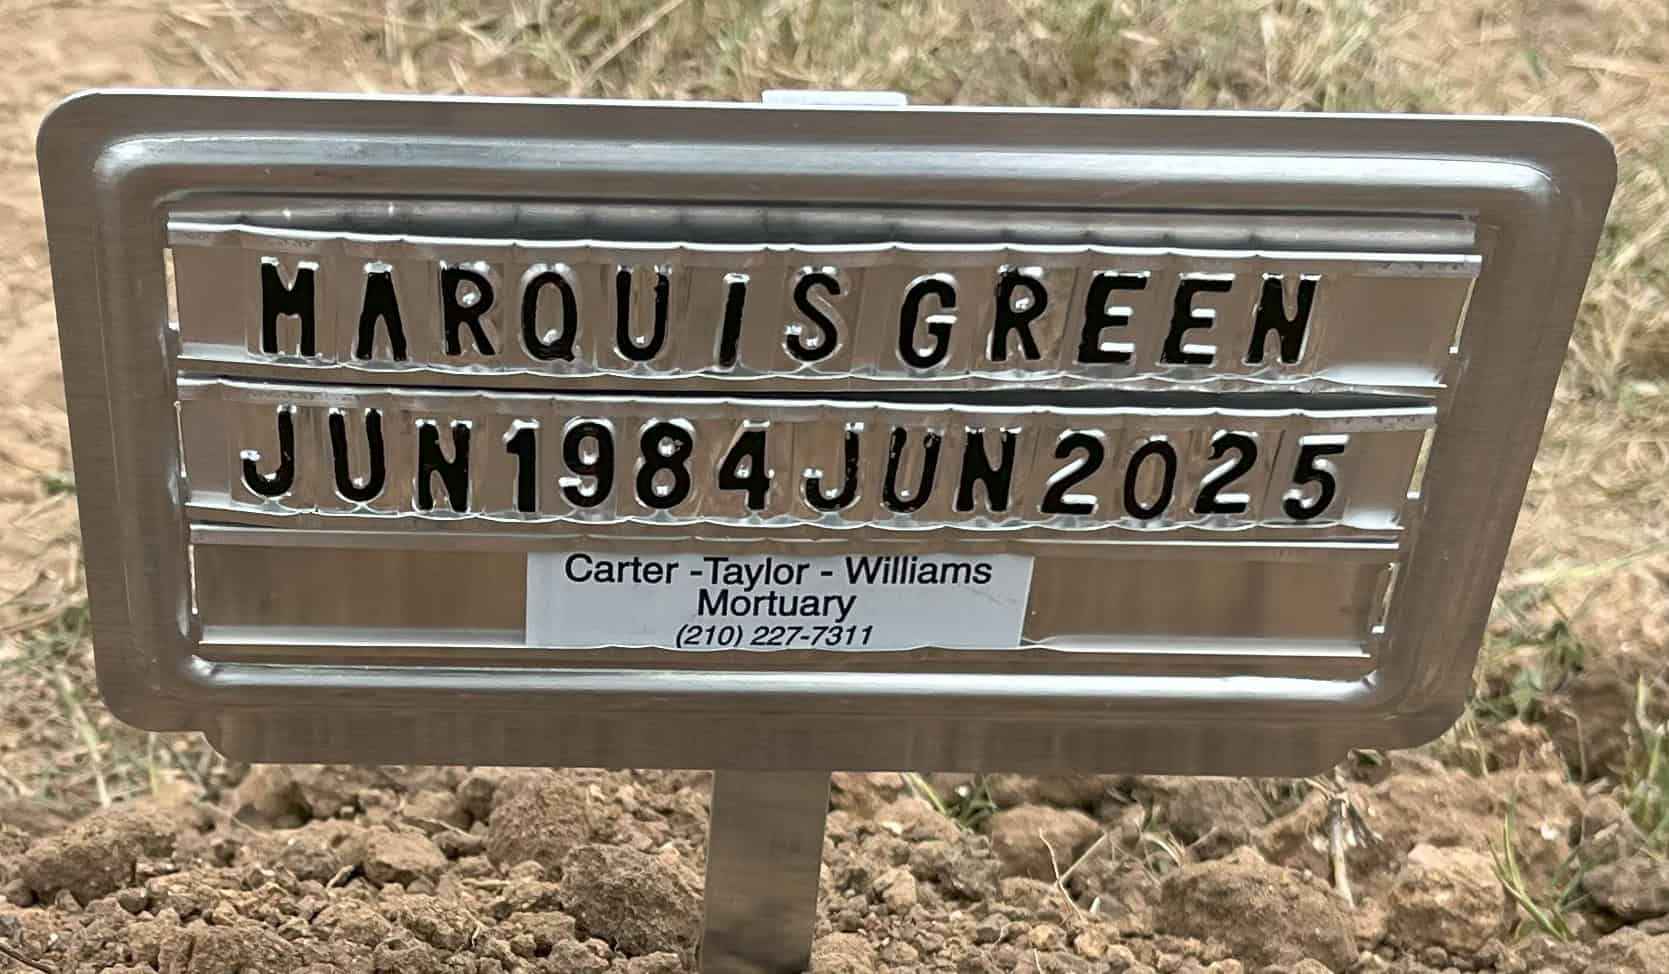 MARQUIS GREEN
JUN 1984 JUN 2025
Carter -Taylor - Williams
Mortuary
(210) 227-7311